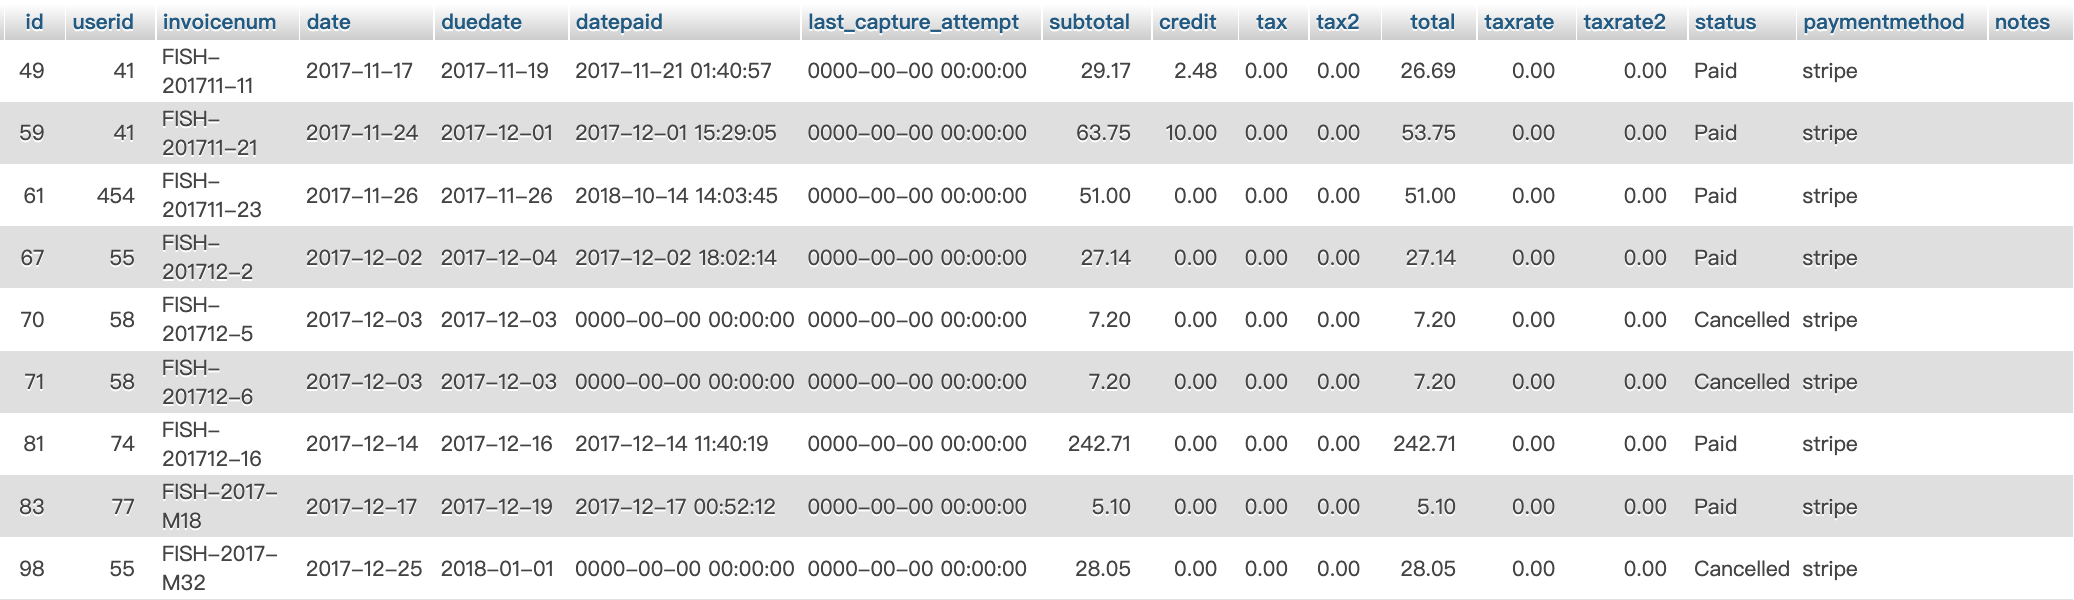 id userid invoicenum date duedate datepaid last_capture_attempt subtotal credit tax tax2 total taxrate taxrate2 status paymentmethod notes
FISH-
49 41 2017-11-17 2017-11-19 2017-11-21 01:40:57 0000-00-00 00:00:00 29.17 2.48 0.00 0.00 26.69 0.00 0.00 Paid stripe
201711-11
FISH-
59 41 2017-11-24 2017-12-01 2017-12-01 15:29:05 0000-00-00 00:00:00 63.75 10.00 0.00 0.00 53.75 0.00 0.00 Paid stripe
201711-21
FISH-
61 454 2017-11-26 2017-11-26 2018-10-14 14:03:45 0000-00-00 00:00:00 51.00 0.00 0.00 0.00 51.00 0.00 0.00 Paid stripe
201711-23
FISH-
67 55 2017-12-02 2017-12-04 2017-12-02 18:02:14 0000-00-00 00:00:00 27.14 0.00 0.00 0.00 27.14 0.00 0.00 Paid stripe
201712-2
FISH-
70 58 2017-12-03 2017-12-03 0000-00-00 00:00:00 0000-00-00 00:00:00 7.20 0.00 0.00 0.00 7.20 0.00 0.00 Cancelled stripe
201712-5
FISH-
71 58 2017-12-03 2017-12-03 0000-00-00 00:00:00 0000-00-00 00:00:00 7.20 0.00 0.00 0.00 7.20 0.00 0.00 Cancelled stripe
201712-6
FISH-
81 74 2017-12-14 2017-12-16 2017-12-14 11:40:19 0000-00-00 00:00:00 242.71 0.00 0.00 0.00 242.71 0.00 0.00 Paid stripe
201712-16
FISH-2017-
83 77 2017-12-17 2017-12-19 2017-12-17 00:52:12 0000-00-00 00:00:00 5.10 0.00 0.00 0.00 5.10 0.00 0.00 Paid stripe
M18
FISH-2017-
98 55 2017-12-25 2018-01-01 0000-00-00 00:00:00 0000-00-00 00:00:00 28.05 0.00 0.00 0.00 28.05 0.00 0.00 Cancelled stripe
M32